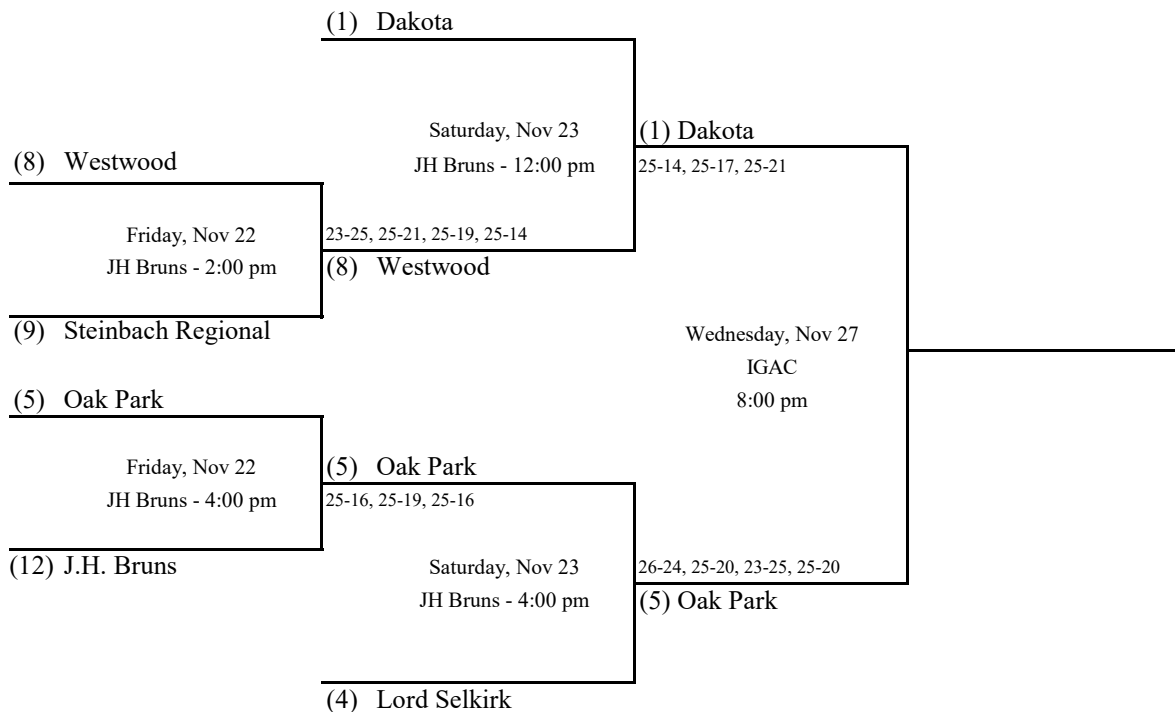 (1) Dakota
Saturday, Nov 23
JH Bruns - 12:00 pm
(1) Dakota
25-14, 25-17, 25-21
(8) Westwood
Friday, Nov 22
JH Bruns - 2:00 pm
23-25, 25-21, 25-19, 25-14
(8) Westwood
(9) Steinbach Regional
Wednesday, Nov 27
IGAC
8:00 pm
(5) Oak Park
Friday, Nov 22
JH Bruns - 4:00 pm
(5) Oak Park
25-16, 25-19, 25-16
(12) J.H. Bruns
Saturday, Nov 23
JH Bruns - 4:00 pm
26-24, 25-20, 23-25, 25-20
(5) Oak Park
(4) Lord Selkirk